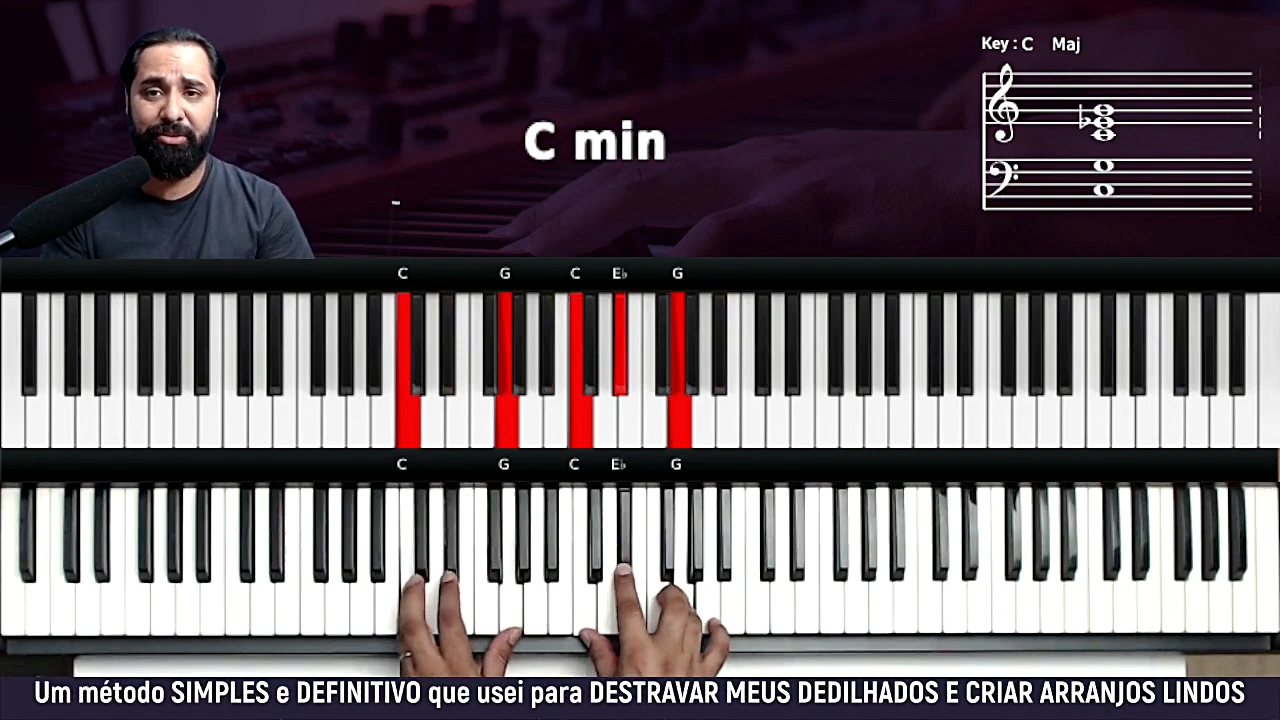 Key : C Maj
C min
C G C E♭ G
C G C E♭ G
Um método SIMPLES e DEFINITIVO que usei para DESTRAVAR MEUS DEDILHADOS E CRIAR ARRANJOS LINDOS